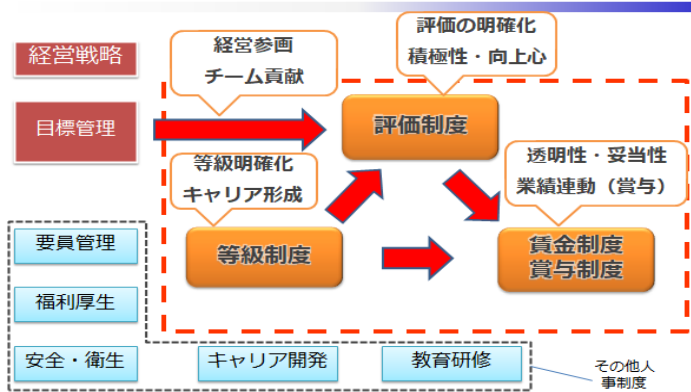 経営戦略
目標管理
経営参画
チーム貢献
評価の明確化
積極性・向上心
評価制度
等級明確化
キャリア形成
透明性・妥当性
業績連動（賞与）
等級制度
賃金制度
賞与制度
要員管理
福利厚生
安全・衛生
キャリア開発
教育研修
その他人
事制度